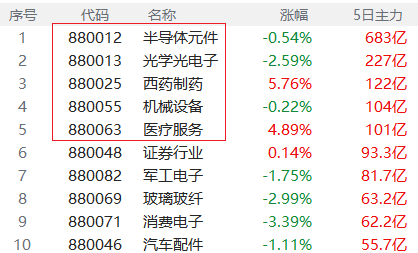 序号 代码 名称 涨幅 5日主力
1 880012 半导体元件 -0.54% 683亿
2 880013 光学光电子 -2.59% 227亿
3 880025 西药制药 5.76% 122亿
4 880055 机械设备 -0.22% 104亿
5 880063 医疗服务 4.89% 101亿
6 880048 证券行业 0.14% 93.3亿
7 880082 军工电子 -1.75% 81.7亿
8 880069 玻璃玻纤 -2.99% 63.2亿
9 880071 消费电子 -3.39% 62.2亿
10 880046 汽车配件 -1.11% 55.7亿